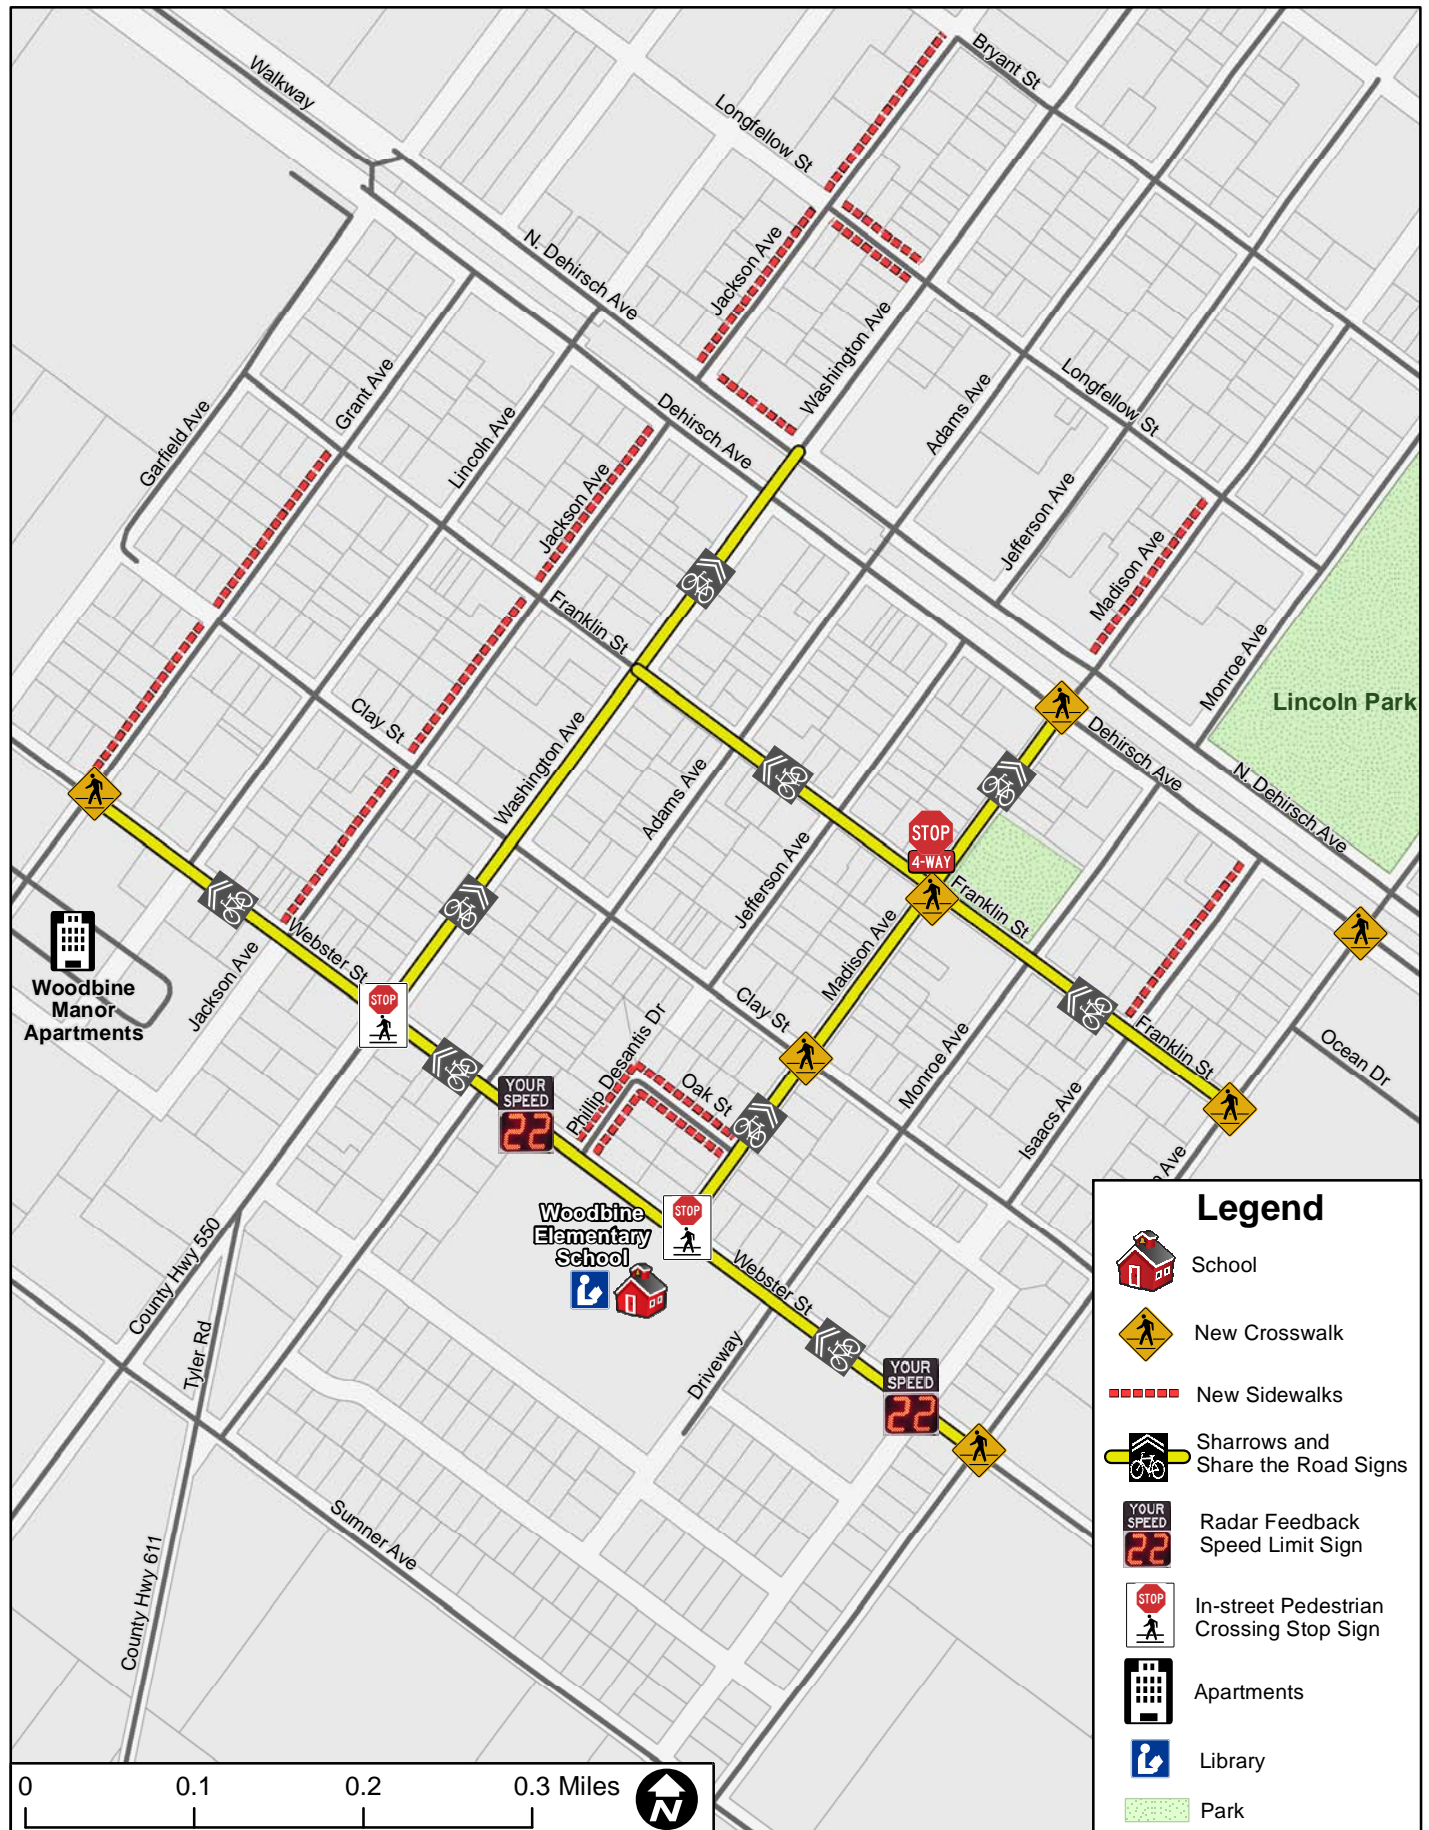 Bryant St
Walkway
Longfellow St
N. Dehirsch Ave
Jackson Ave
Washington Ave
Grant Ave
Garfield Ave
Lincoln Ave
Dehirsch Ave
Adams Ave
Longfellow St
Jackson Ave
Jefferson Ave
Madison Ave
Franklin St
Monroe Ave
Lincoln Park
Clay St
Washington Ave
Adams Ave
Dehirsch Ave
N. Dehirsch Ave
STOP
4-WAY
Jefferson Ave
Franklin St
Madison Ave
Webster St
Jackson Ave
Woodbine
Manor
Apartments
STOP
Clay St
Phillip Desantis Dr
Oak St
Monroe Ave
Isaacs Ave
Franklin St
Ocean Dr
Ave
YOUR
SPEED
22
STOP
Woodbine
Elementary
School
Webster St
County Hwy 550
Tyler Rd
Driveway
YOUR
SPEED
22
Sumner Ave
County Hwy 611
Legend
School
New Crosswalk
New Sidewalks
Sharrows and
Share the Road Signs
YOUR
SPEED
22
Radar Feedback
Speed Limit Sign
STOP
In-street Pedestrian
Crossing Stop Sign
Apartments
Library
Park
0 0.1 0.2 0.3 Miles
N